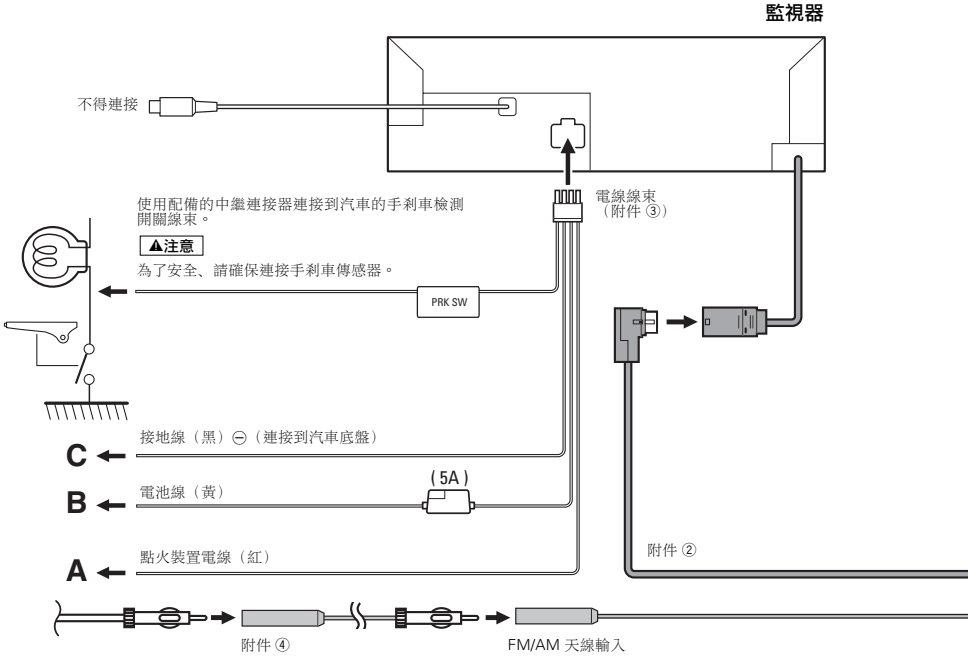 監視器
不得連接
使用配備的中繼連接器連接到汽車的手刹車檢測
開關線束。
▲注意
為了安全、請確保連接手刹車傳感器。
電線線束
(附件 ③)
PRK SW
C
接地線(黑)⊖(連接到汽車底盤)
(5A)
B
電池線(黃)
附件 ②
A
點火裝置電線(紅)
附件 ④
FM/AM 天線輸入